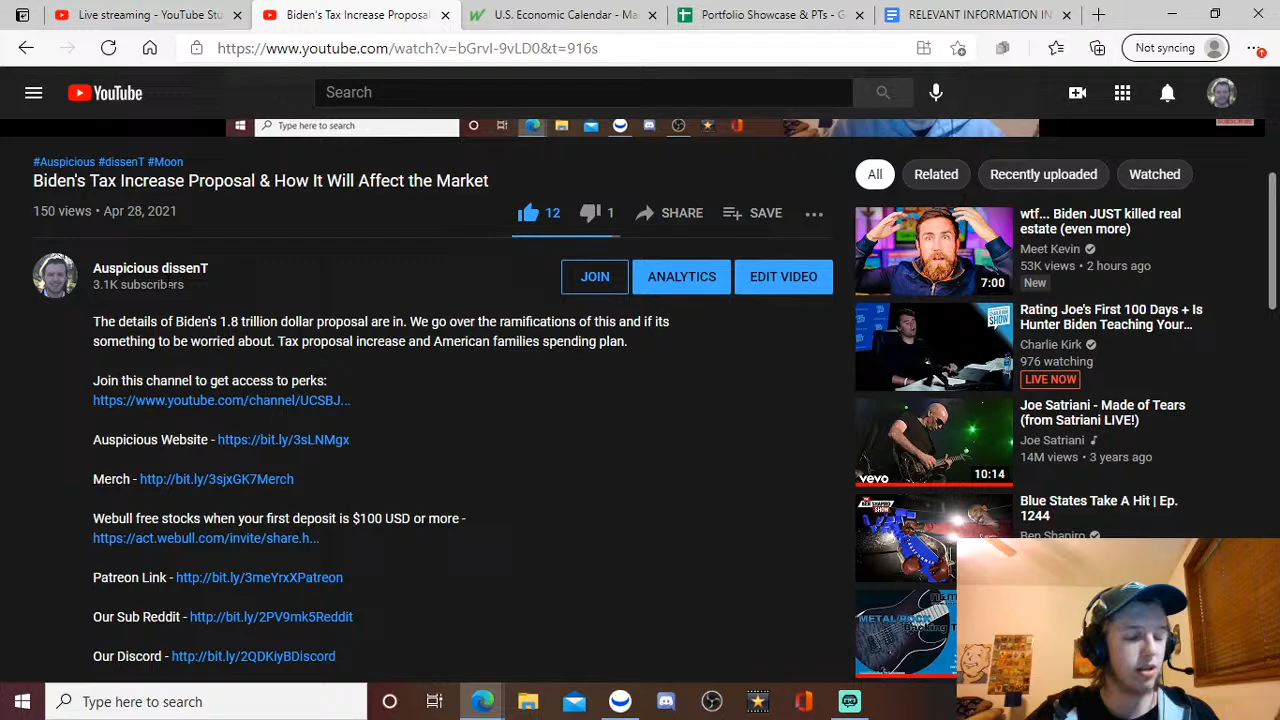 Live streaming - YouTube Stu
Biden's Tax Increase Proposal
U.S. Economic Calendar - Ma
Portfolio Showcase & PTs - G
RELEVANT INFORMATION IN
https://www.youtube.com/watch?v=bGrvI-9vLD0&t=916s
Not syncing
YouTube
Search
Type here to search
#Auspicious #dissenT #Moon
Biden's Tax Increase Proposal & How It Will Affect the Market
150 views • Apr 28, 2021
12
1
SHARE
SAVE
Auspicious dissenT
3.1K subscribers
JOIN
ANALYTICS
EDIT VIDEO
The details of Biden's 1.8 trillion dollar proposal are in. We go over the ramifications of this and if its
something to be worried about. Tax proposal increase and American families spending plan.
Join this channel to get access to perks:
https://www.youtube.com/channel/UCSBJ...
Auspicious Website - https://bit.ly/3sLNMgx
Merch - http://bit.ly/3sjxGK7Merch
Webull free stocks when your first deposit is $100 USD or more -
https://act.webull.com/invite/share.h...
Patreon Link - http://bit.ly/3meYrxXPatreon
Our Sub Reddit - http://bit.ly/2PV9mk5Reddit
Our Discord - http://bit.ly/2QDKiyBDiscord
All
Related
Recently uploaded
Watched
7:00
wtf... Biden JUST killed real
estate (even more)
Meet Kevin
53K views • 2 hours ago
New
Rating Joe's First 100 Days + Is
Hunter Biden Teaching Your...
Charlie Kirk
976 watching
LIVE NOW
vevo
10:14
Joe Satriani - Made of Tears
(from Satriani LIVE!)
Joe Satriani
14M views • 3 years ago
Blue States Take A Hit | Ep.
1244
Ben Shapiro
METAL/ROCK
Backing T
Type here to search